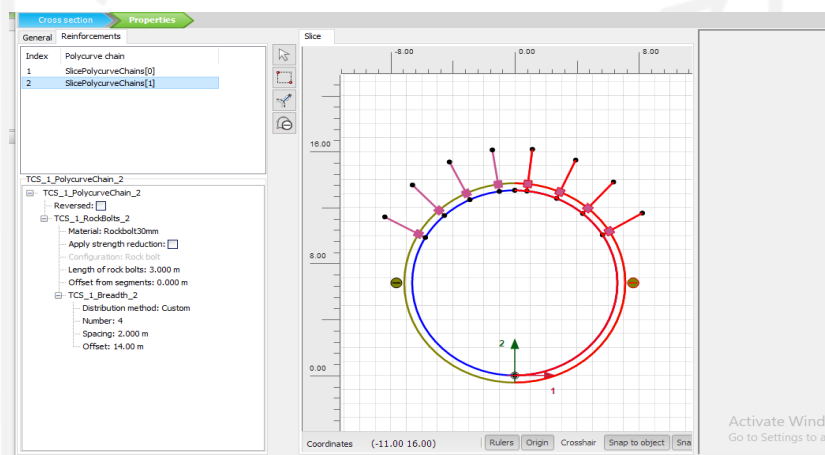 Cross section Properties
General Reinforcements
Slice
Index Polycurve chain
1 SlicePolycurveChains[0]
2 SlicePolycurveChains[1]
-8.00 0.00 8.00
16.00
8.00
0.00
2
1
TCS_1_PolycurveChain_2
TCS_1_PolycurveChain_2
Reversed:
TCS_1_RockBolts_2
Material: Rockbolt30mm
Apply strength reduction:
Configuration: Rock bolt
Length of rock bolts: 3.000 m
Offset from segments: 0.000 m
TCS_1_Breadth_2
Distribution method: Custom
Number: 4
Spacing: 2.000 m
Offset: 14.00 m
Coordinates (-11.00 16.00) Rulers Origin Crosshair Snap to object Sna
Activate Wind
Go to Settings to a